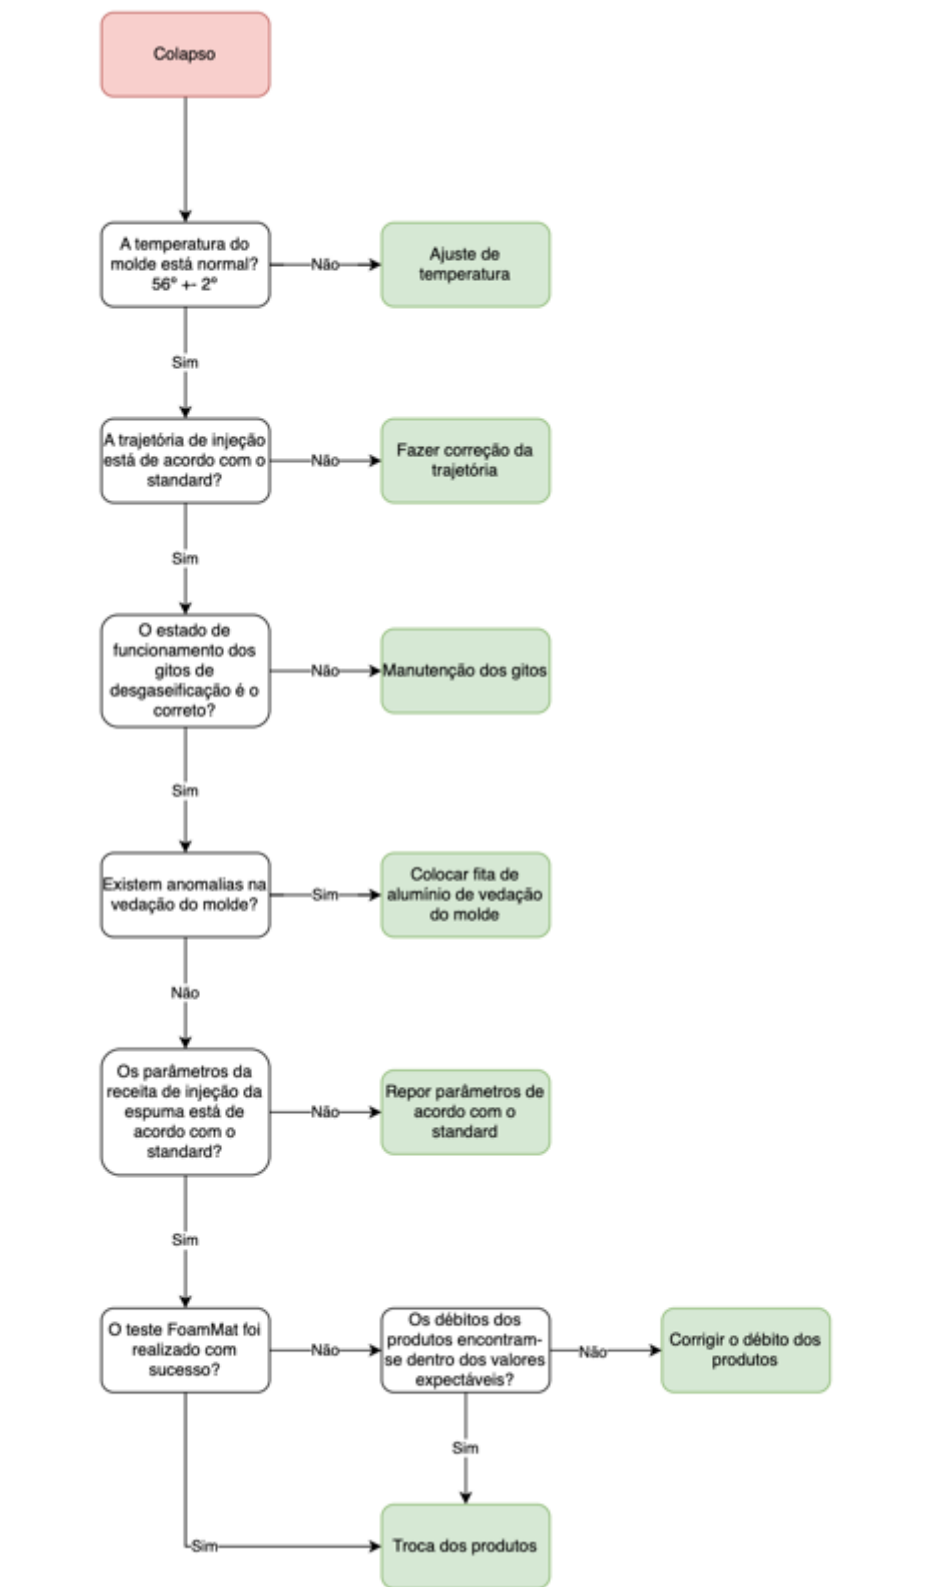 Colapso
A temperatura do
molde está normal?
56º +- 2º
Não
Ajuste de
temperatura
Sim
A trajetória de injeção
está de acordo com o
standard?
Não
Fazer correção da
trajetória
Sim
O estado de
funcionamento dos
gitos de
desgaseificação é o
correto?
Não
Manutenção dos gitos
Sim
Existem anomalias na
vedação do molde?
Sim
Colocar fita de
alumínio de vedação
do molde
Não
Os parâmetros da
receita de injeção da
espuma está de
acordo com o
standard?
Não
Repor parâmetros de
acordo com o
standard
Sim
O teste FoamMat foi
realizado com
sucesso?
Não
Os débitos dos
produtos encontram-
se dentro dos valores
expectáveis?
Não
Corrigir o débito dos
produtos
Sim
Sim
Troca dos produtos